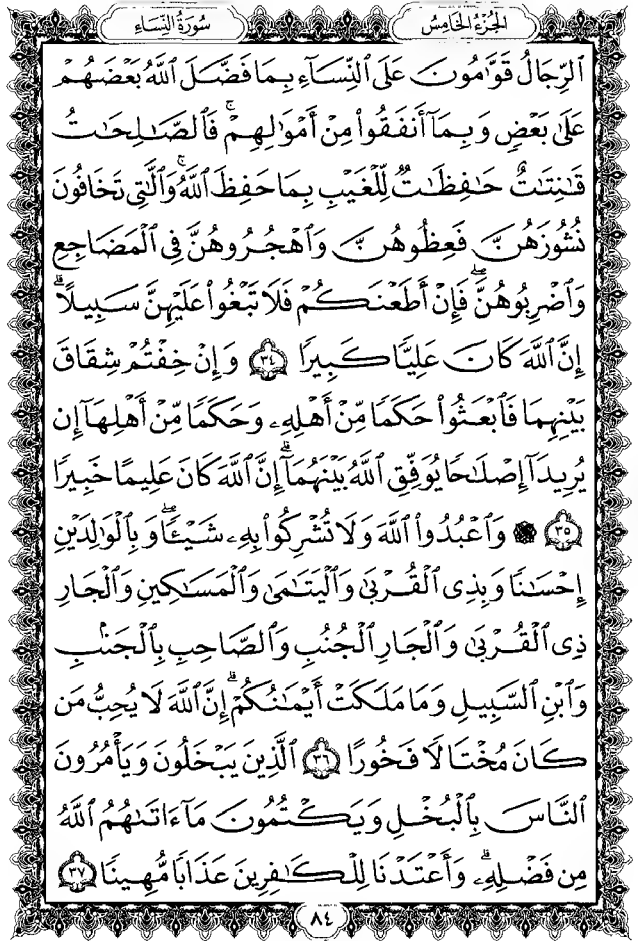 الجُزْءُ الخَامِسُ
سُورَةُ النِّسَاءِ
ٱلرِّجَالُ قَوَّٰمُونَ عَلَى ٱلنِّسَآءِ بِمَا فَضَّلَ ٱللَّهُ بَعْضَهُمْ
عَلَىٰ بَعْضٍ وَبِمَآ أَنفَقُوا۟ مِنْ أَمْوَٰلِهِمْ ۚ فَٱلصَّٰلِحَٰتُ
قَٰنِتَٰتٌ حَٰفِظَٰتٌ لِّلْغَيْبِ بِمَا حَفِظَ ٱللَّهُ ۚ وَٱلَّٰتِى تَخَافُونَ
نُشُوزَهُنَّ فَعِظُوهُنَّ وَٱهْجُرُوهُنَّ فِى ٱلْمَضَاجِعِ
وَٱضْرِبُوهُنَّ ۖ فَإِنْ أَطَعْنَكُمْ فَلَا تَبْغُوا۟ عَلَيْهِنَّ سَبِيلًا ۗ
إِنَّ ٱللَّهَ كَانَ عَلِيًّا كَبِيرًا ٣٤ وَإِنْ خِفْتُمْ شِقَاقَ
بَيْنِهِمَا فَٱبْعَثُوا۟ حَكَمًا مِّنْ أَهْلِهِۦ وَحَكَمًا مِّنْ أَهْلِهَآ إِن
يُرِيدَآ إِصْلَٰحًا يُوَفِّقِ ٱللَّهُ بَيْنَهُمَآ ۗ إِنَّ ٱللَّهَ كَانَ عَلِيمًا خَبِيرًا
٣٥ ۞ وَٱعْبُدُوا۟ ٱللَّهَ وَلَا تُشْرِكُوا۟ بِهِۦ شَيْـًٔا ۖ وَبِٱلْوَٰلِدَيْنِ
إِحْسَٰنًا وَبِذِى ٱلْقُرْبَىٰ وَٱلْيَتَٰمَىٰ وَٱلْمَسَٰكِينِ وَٱلْجَارِ
ذِى ٱلْقُرْبَىٰ وَٱلْجَارِ ٱلْجُنُبِ وَٱلصَّاحِبِ بِٱلْجَنۢبِ
وَٱبْنِ ٱلسَّبِيلِ وَمَا مَلَكَتْ أَيْمَٰنُكُمْ ۗ إِنَّ ٱللَّهَ لَا يُحِبُّ مَن
كَانَ مُخْتَالًا فَخُورًا ٣٦ ٱلَّذِينَ يَبْخَلُونَ وَيَأْمُرُونَ
ٱلنَّاسَ بِٱلْبُخْلِ وَيَكْتُمُونَ مَآ ءَاتَىٰهُمُ ٱللَّهُ
مِن فَضْلِهِۦ ۗ وَأَعْتَدْنَا لِلْكَٰفِرِينَ عَذَابًا مُّهِينًا ٣٧
٨٤